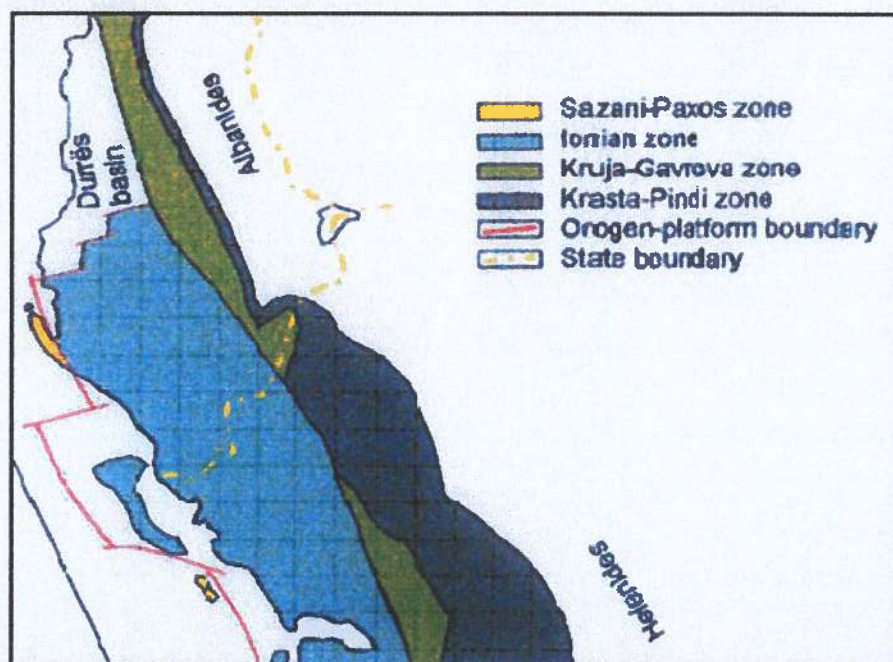 Albanides
Durrës
basin
Sazani-Paxos zone
Ionian zone
Kruja-Gavrova zone
Krasta-Pindi zone
Orogen-platform boundary
State boundary
Hellenides